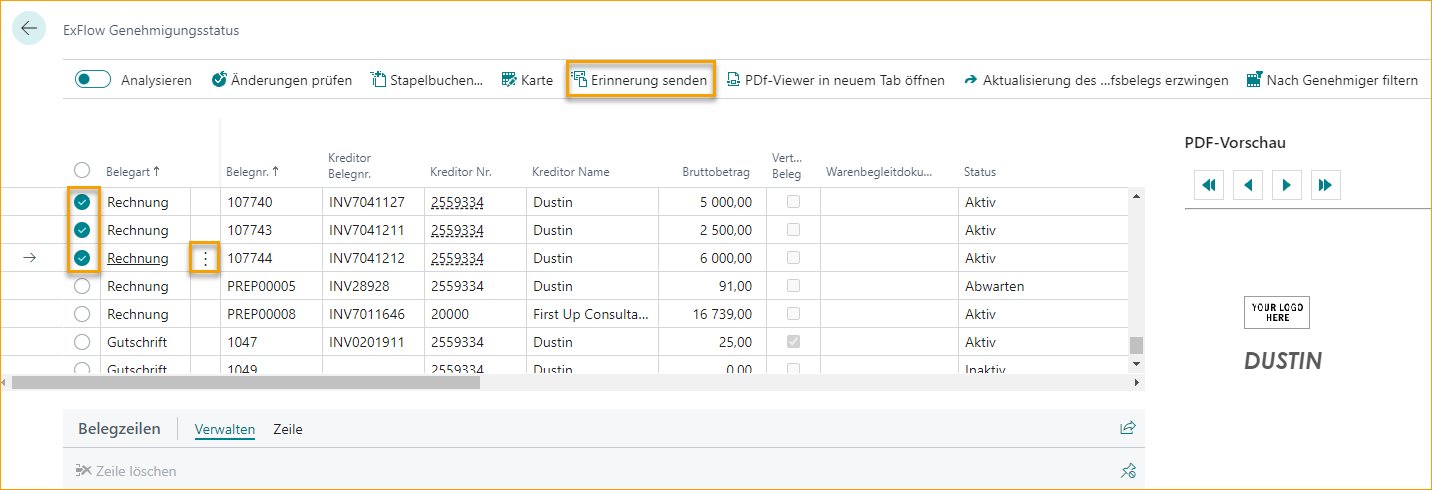 ExFlow Genehmigungsstatus
Analysieren Änderungen prüfen Stapelbuchen... Karte Erinnerung senden PDf-Viewer in neuem Tab öffnen Aktualisierung des ...fsbelegs erzwingen Nach Genehmiger filtern
PDF-Vorschau
Belegart ↑ Belegnr. ↑ Kreditor Belegnr. Kreditor Nr. Kreditor Name Bruttobetrag Vert... Beleg Warenbegleitdoku... Status
Rechnung 107740 INV7041127 2559334 Dustin 5 000,00 Aktiv
Rechnung 107743 INV7041211 2559334 Dustin 2 500,00 Aktiv
Rechnung 107744 INV7041212 2559334 Dustin 6 000,00 Aktiv
Rechnung PREP00005 INV28928 2559334 Dustin 91,00 Abwarten
Rechnung PREP00008 INV7011646 20000 First Up Consulta... 16 739,00 Aktiv
Gutschrift 1047 INV0201911 2559334 Dustin 25,00 Aktiv
Gutschrift 1049 2559334 Dustin 0,00 Inaktiv
YOUR LOGO
HERE
DUSTIN
Belegzeilen Verwalten Zeile
Zeile löschen